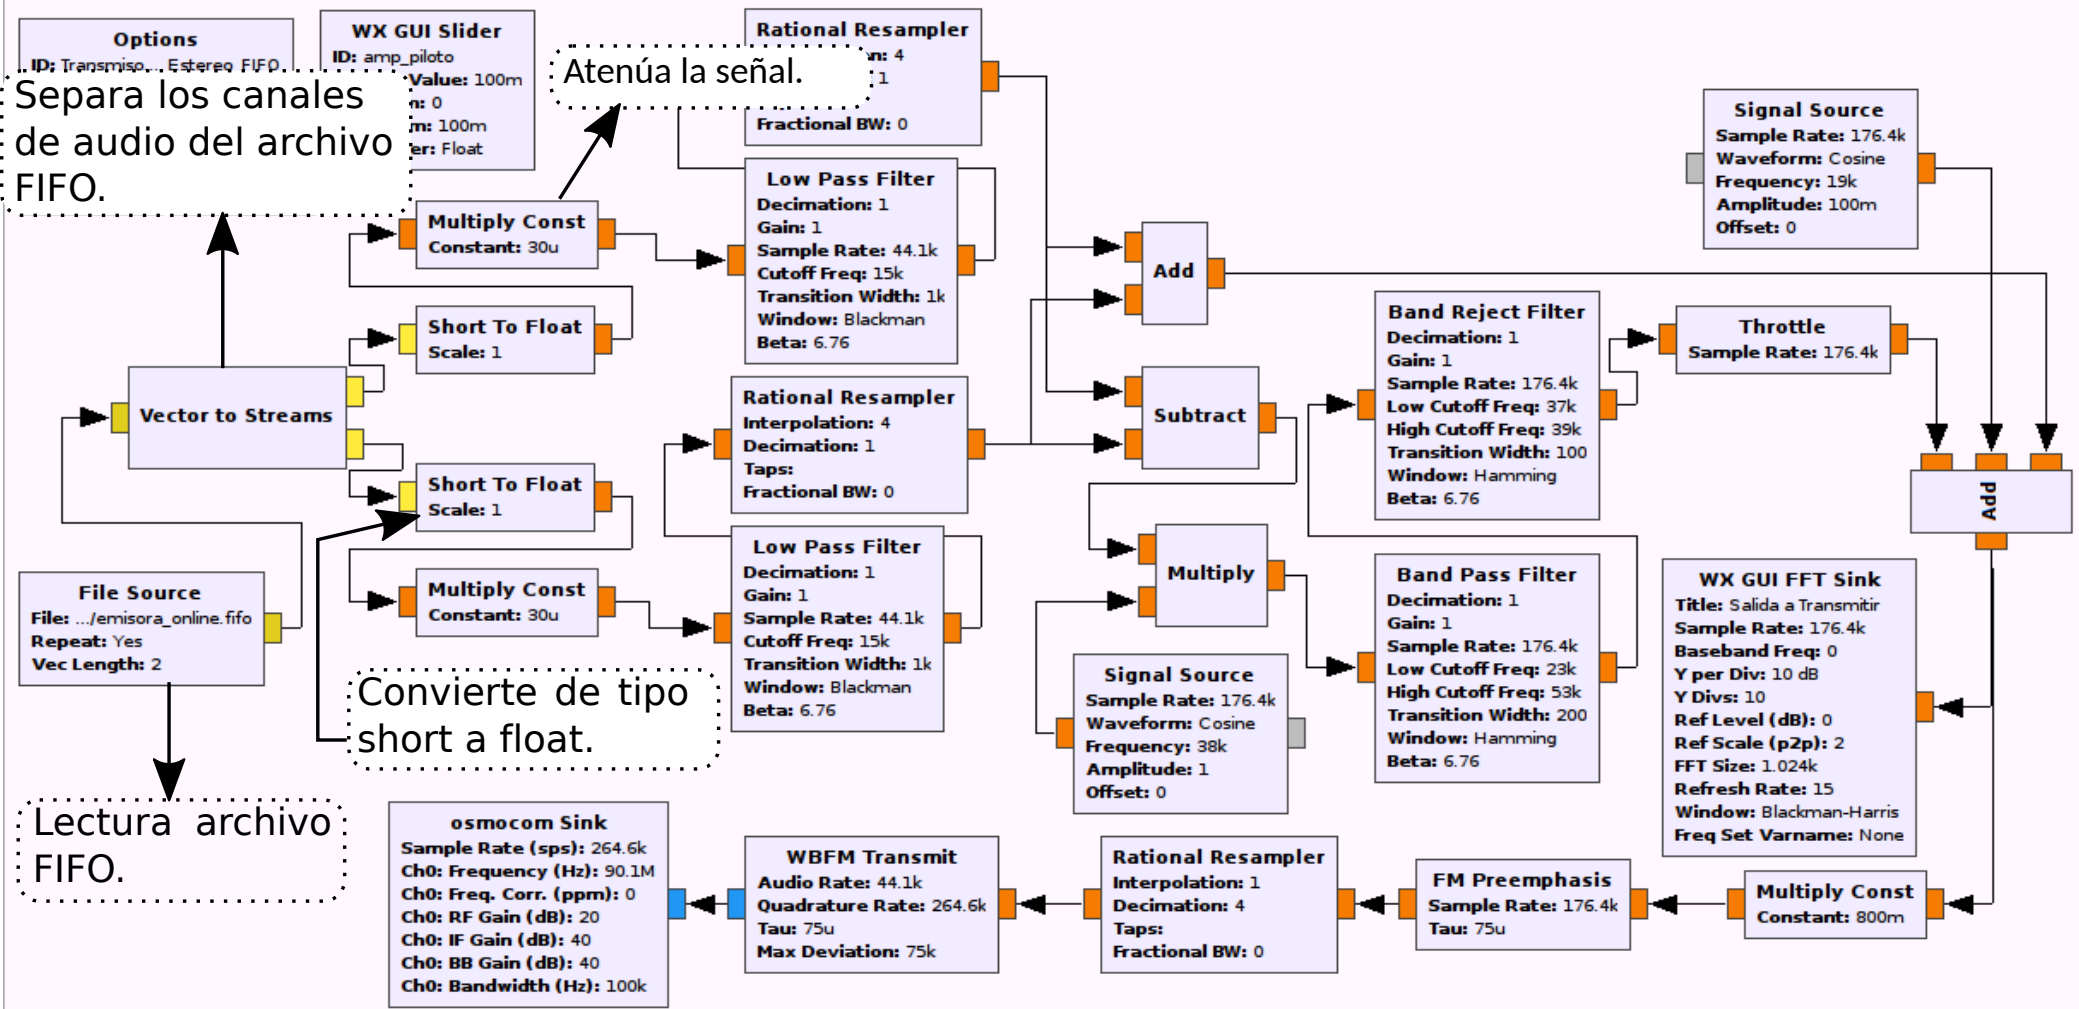 Options
ID: Transmiso... Estereo FIFO
WX GUI Slider
ID: amp_piloto
Value: 100m
n: 0
m: 100m
er: Float
Separa los canales
de audio del archivo
FIFO.
Atenúa la señal.
Rational Resampler
n: 4
1
Fractional BW: 0
Low Pass Filter
Decimation: 1
Gain: 1
Sample Rate: 44.1k
Cutoff Freq: 15k
Transition Width: 1k
Window: Blackman
Beta: 6.76
Multiply Const
Constant: 30u
Short To Float
Scale: 1
Vector to Streams
Short To Float
Scale: 1
Multiply Const
Constant: 30u
File Source
File: .../emisora_online.fifo
Repeat: Yes
Vec Length: 2
Lectura archivo
FIFO.
Convierte de tipo
short a float.
Rational Resampler
Interpolation: 4
Decimation: 1
Taps:
Fractional BW: 0
Low Pass Filter
Decimation: 1
Gain: 1
Sample Rate: 44.1k
Cutoff Freq: 15k
Transition Width: 1k
Window: Blackman
Beta: 6.76
Add
Subtract
Multiply
Signal Source
Sample Rate: 176.4k
Waveform: Cosine
Frequency: 38k
Amplitude: 1
Offset: 0
Band Reject Filter
Decimation: 1
Gain: 1
Sample Rate: 176.4k
Low Cutoff Freq: 37k
High Cutoff Freq: 39k
Transition Width: 100
Window: Hamming
Beta: 6.76
Band Pass Filter
Decimation: 1
Gain: 1
Sample Rate: 176.4k
Low Cutoff Freq: 23k
High Cutoff Freq: 53k
Transition Width: 200
Window: Hamming
Beta: 6.76
Signal Source
Sample Rate: 176.4k
Waveform: Cosine
Frequency: 19k
Amplitude: 100m
Offset: 0
Throttle
Sample Rate: 176.4k
Add
WX GUI FFT Sink
Title: Salida a Transmitir
Sample Rate: 176.4k
Baseband Freq: 0
Y per Div: 10 dB
Y Divs: 10
Ref Level (dB): 0
Ref Scale (p2p): 2
FFT Size: 1.024k
Refresh Rate: 15
Window: Blackman-Harris
Freq Set Varname: None
Multiply Const
Constant: 800m
FM Preemphasis
Sample Rate: 176.4k
Tau: 75u
Rational Resampler
Interpolation: 1
Decimation: 4
Taps:
Fractional BW: 0
WBFM Transmit
Audio Rate: 44.1k
Quadrature Rate: 264.6k
Tau: 75u
Max Deviation: 75k
osmocom Sink
Sample Rate (sps): 264.6k
Ch0: Frequency (Hz): 90.1M
Ch0: Freq. Corr. (ppm): 0
Ch0: RF Gain (dB): 20
Ch0: IF Gain (dB): 40
Ch0: BB Gain (dB): 40
Ch0: Bandwidth (Hz): 100k